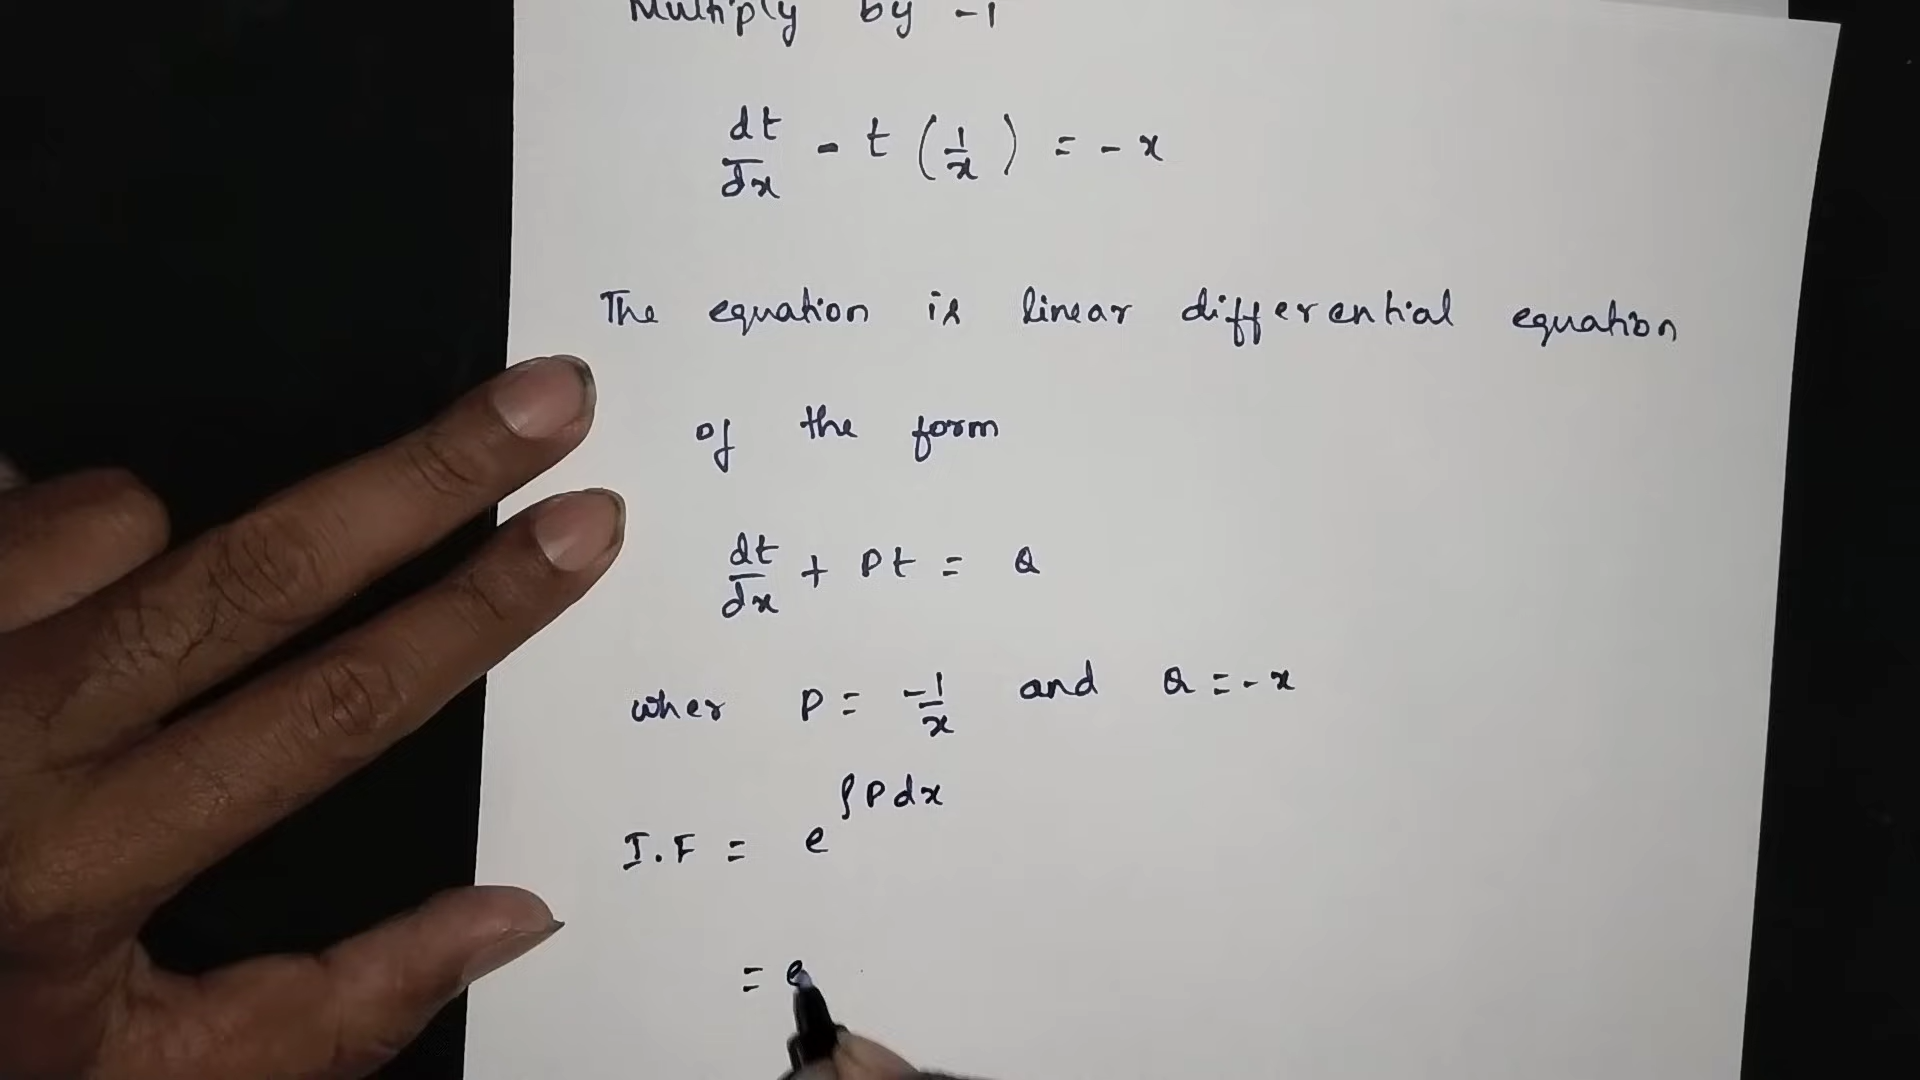 Multiply by -1
dt/dx - t (1/x) = - x
The equation is linear differential equation
of the form
dt/dx + Pt = Q
wher P = -1/x and Q = - x
I.F = e^∫Pdx
= e